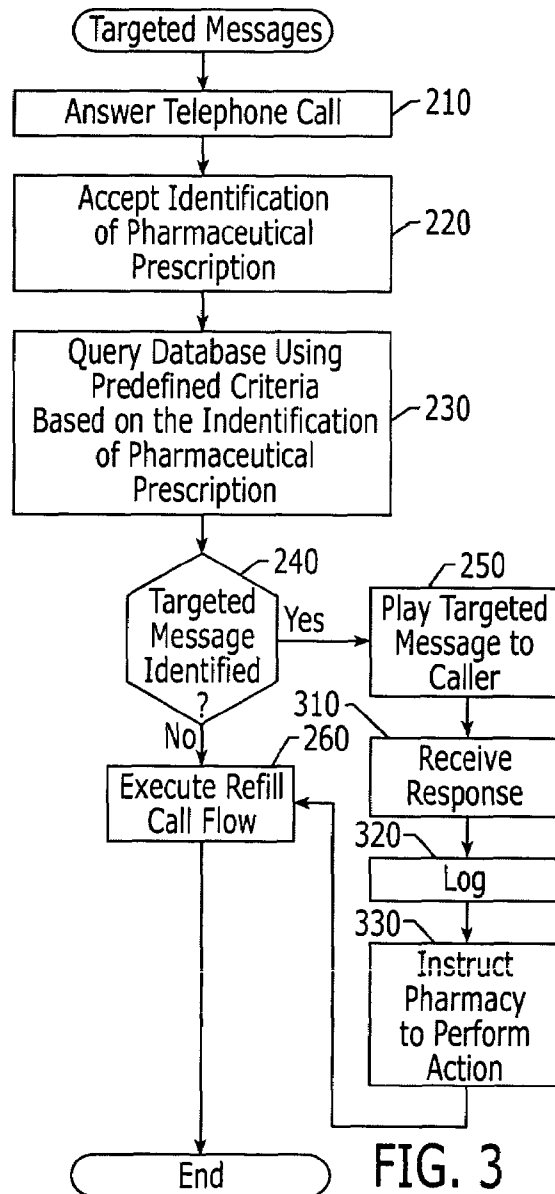 Targeted Messages
Answer Telephone Call
210
Accept Identification
of Pharmaceutical
Prescription
220
Query Database Using
Predefined Criteria
Based on the Indentification
of Pharmaceutical
Prescription
230
240
Targeted
Message
Identified
?
Yes
No
250
Play Targeted
Message to
Caller
310
Receive
Response
320
Log
330
Instruct
Pharmacy
to Perform
Action
260
Execute Refill
Call Flow
End
FIG. 3